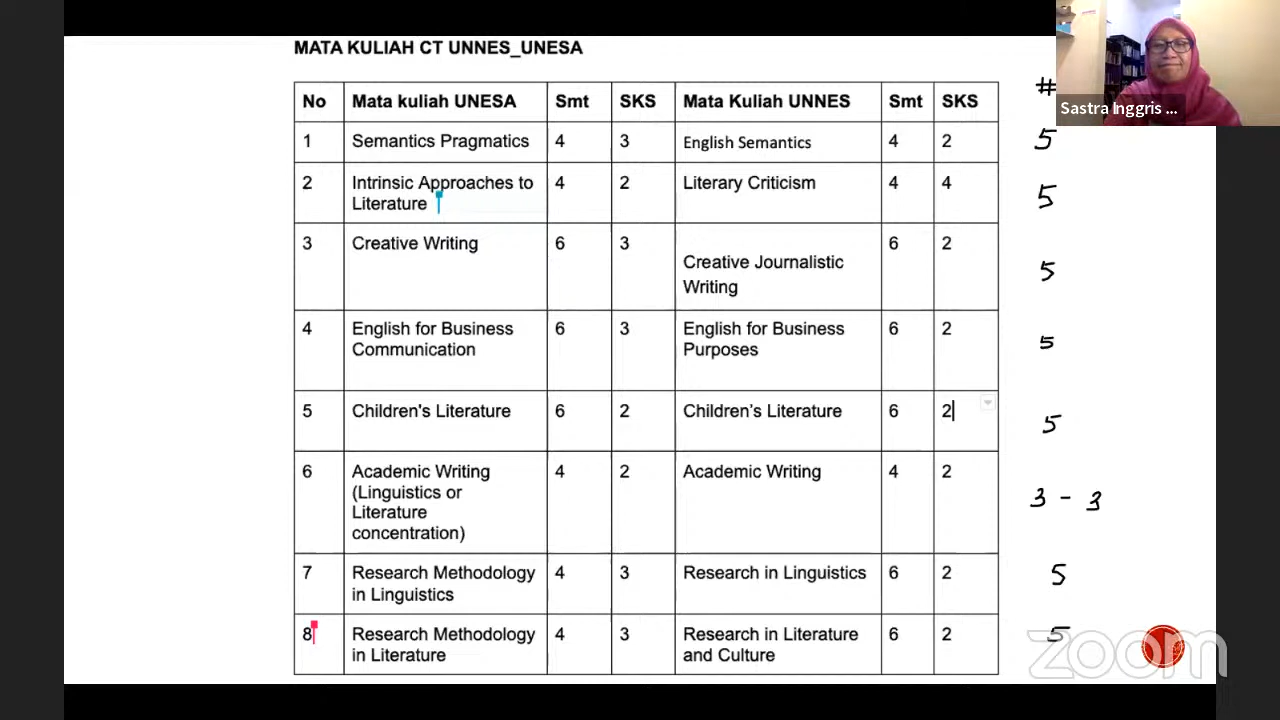 MATA KULIAH CT UNNES_UNESA
No Mata kuliah UNESA Smt SKS Mata Kuliah UNNES Smt SKS #
Sastra Inggris ...
1 Semantics Pragmatics 4 3 English Semantics 4 2 5
2 Intrinsic Approaches to 4 2 Literary Criticism 4 4 5
Literature
3 Creative Writing 6 3 Creative Journalistic 6 2 5
Writing
4 English for Business 6 3 English for Business 6 2 5
Communication Purposes
5 Children's Literature 6 2 Children’s Literature 6 2 5
6 Academic Writing 4 2 Academic Writing 4 2 3 - 3
(Linguistics or
Literature
concentration)
7 Research Methodology 4 3 Research in Linguistics 6 2 5
in Linguistics
8 Research Methodology 4 3 Research in Literature 6 2 5
in Literature and Culture
zoom